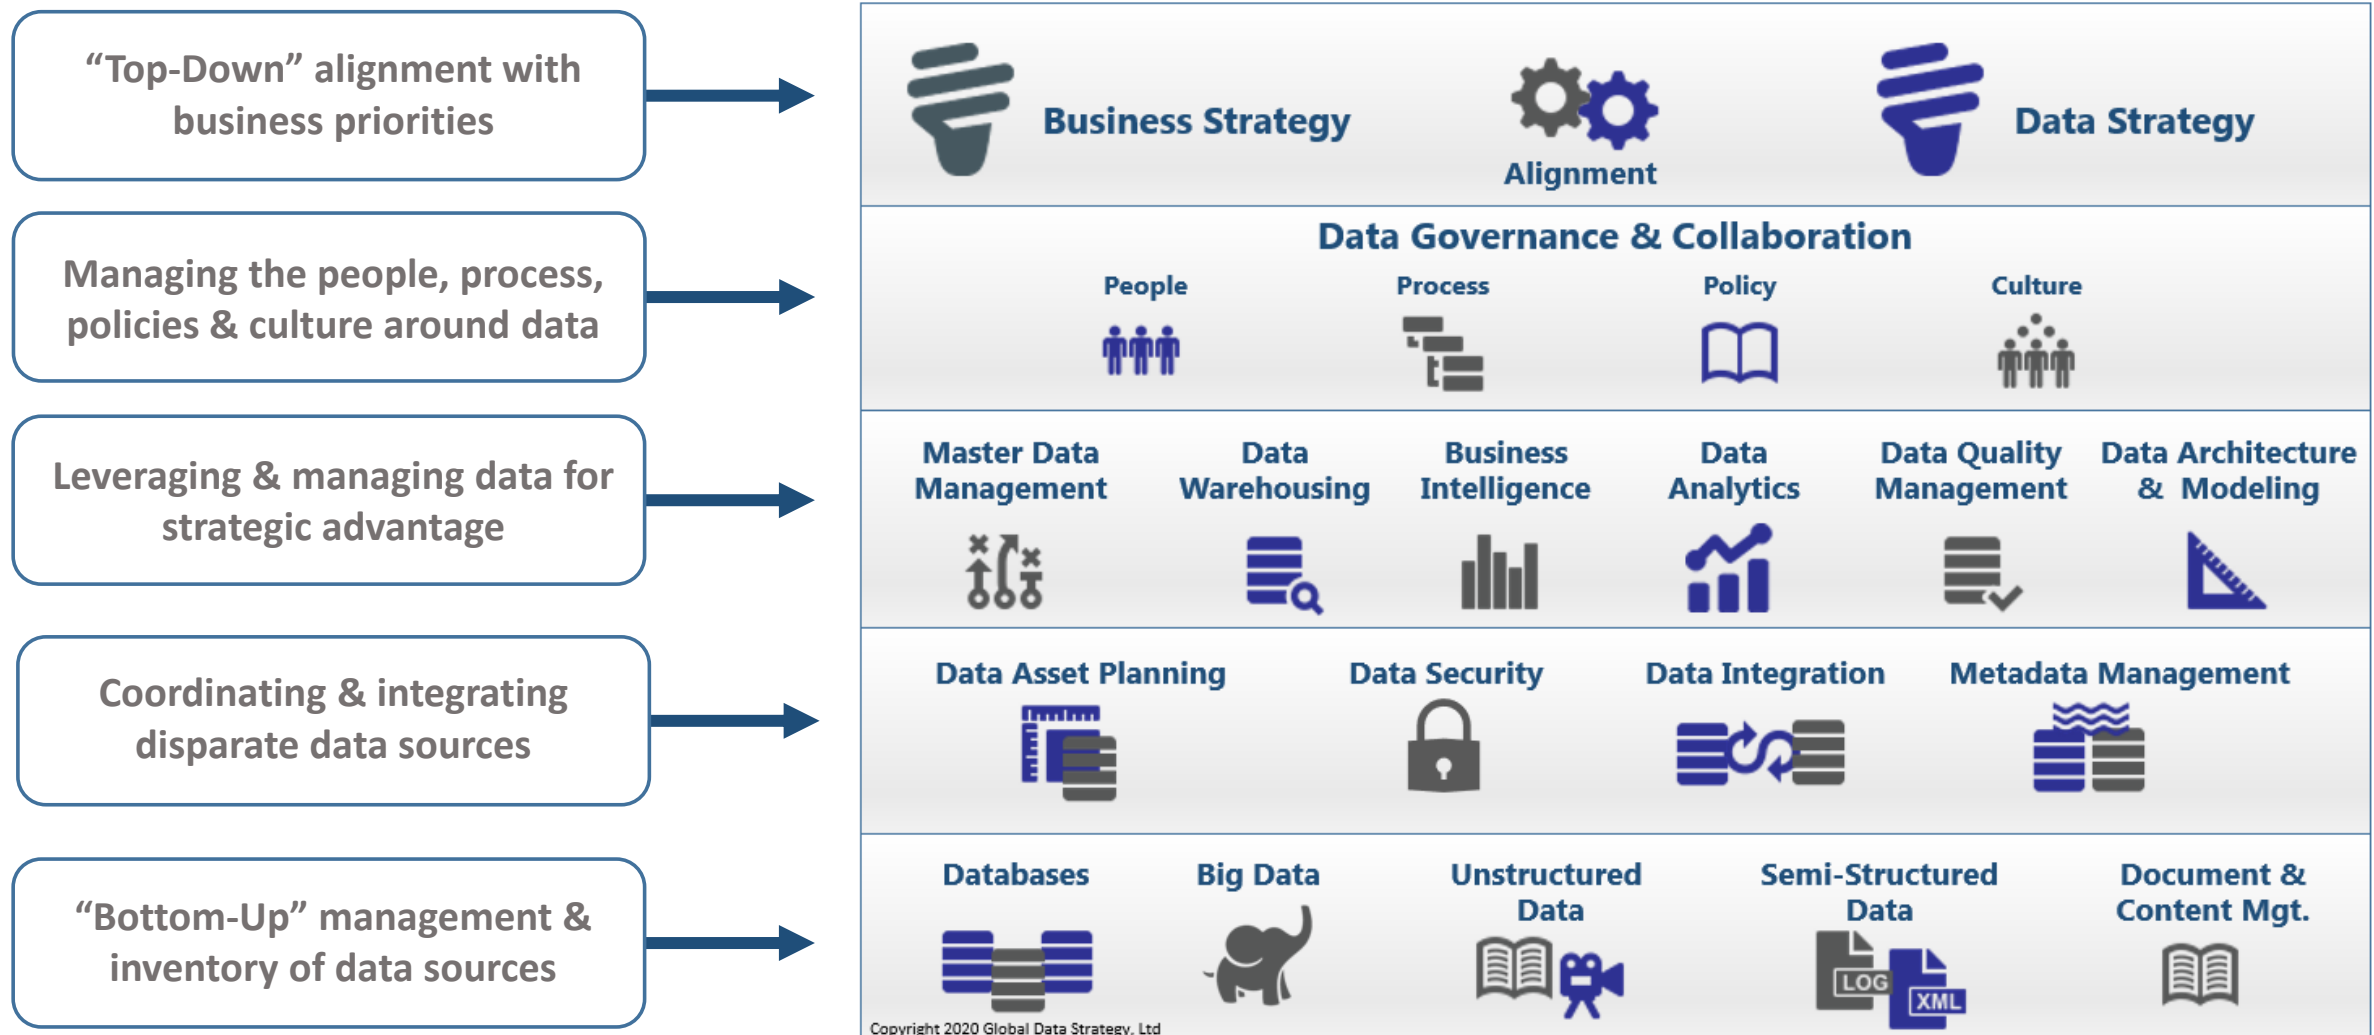 “Top-Down” alignment with
business priorities
Business Strategy
Alignment
Data Strategy
Managing the people, process,
policies & culture around data
Data Governance & Collaboration
People
Process
Policy
Culture
Leveraging & managing data for
strategic advantage
Master Data
Management
Data
Warehousing
Business
Intelligence
Data
Analytics
Data Quality
Management
Data Architecture
& Modeling
Coordinating & integrating
disparate data sources
Data Asset Planning
Data Security
Data Integration
Metadata Management
“Bottom-Up” management &
inventory of data sources
Databases
Big Data
Unstructured
Data
Semi-Structured
Data
LOG
XML
Document &
Content Mgt.
Copyright 2020 Global Data Strategy, Ltd